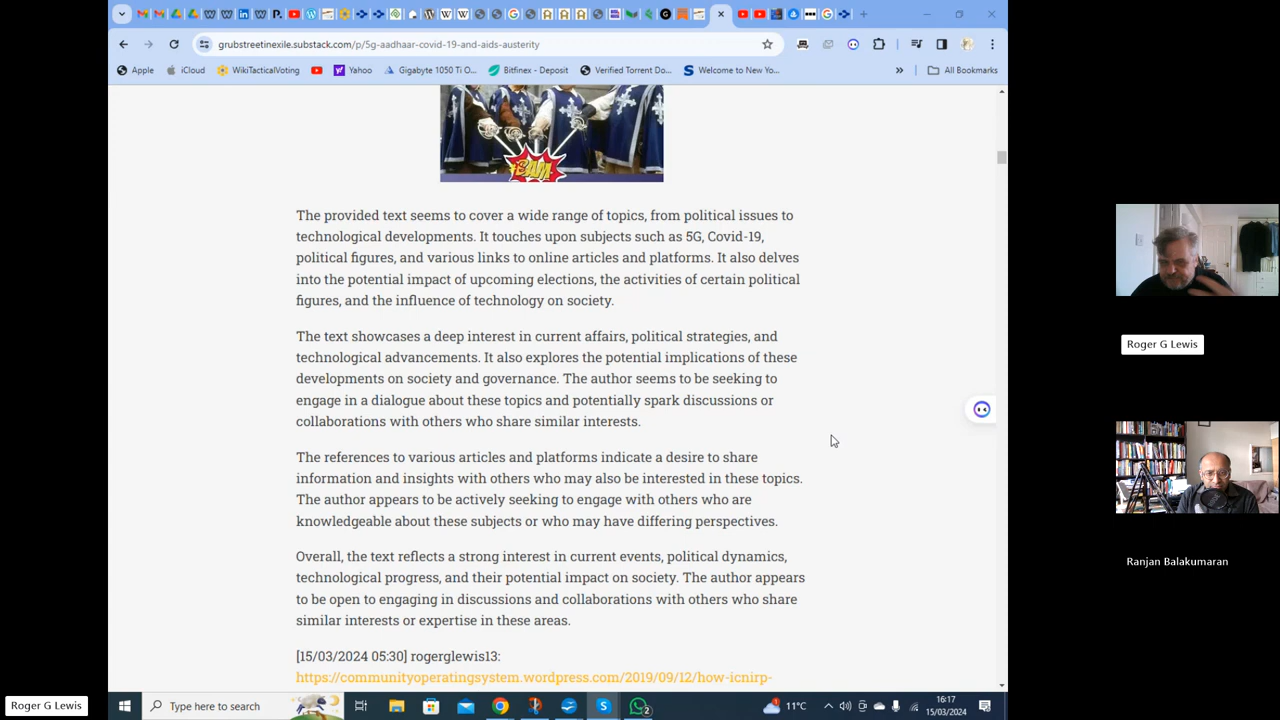 grubstreetinexile.substack.com/p/5g-aadhaar-covid-19-and-aids-austerity
Apple
iCloud
WikiTacticalVoting
Yahoo
Gigabyte 1050 Ti O...
Bitfinex - Deposit
Verified Torrent Do...
Welcome to New Yo...
»
All Bookmarks
BAM
The provided text seems to cover a wide range of topics, from political issues to
technological developments. It touches upon subjects such as 5G, Covid-19,
political figures, and various links to online articles and platforms. It also delves
into the potential impact of upcoming elections, the activities of certain political
figures, and the influence of technology on society.
The text showcases a deep interest in current affairs, political strategies, and
technological advancements. It also explores the potential implications of these
developments on society and governance. The author seems to be seeking to
engage in a dialogue about these topics and potentially spark discussions or
collaborations with others who share similar interests.
The references to various articles and platforms indicate a desire to share
information and insights with others who may also be interested in these topics.
The author appears to be actively seeking to engage with others who are
knowledgeable about these subjects or who may have differing perspectives.
Overall, the text reflects a strong interest in current events, political dynamics,
technological progress, and their potential impact on society. The author appears
to be open to engaging in discussions and collaborations with others who share
similar interests or expertise in these areas.
[15/03/2024 05:30] rogerglewis13:
https://communityoperatingsystem.wordpress.com/2019/09/12/how-icnirp-
Roger G Lewis
Ranjan Balakumaran
Roger G Lewis
Type here to search
2
11°C
16:17
15/03/2024